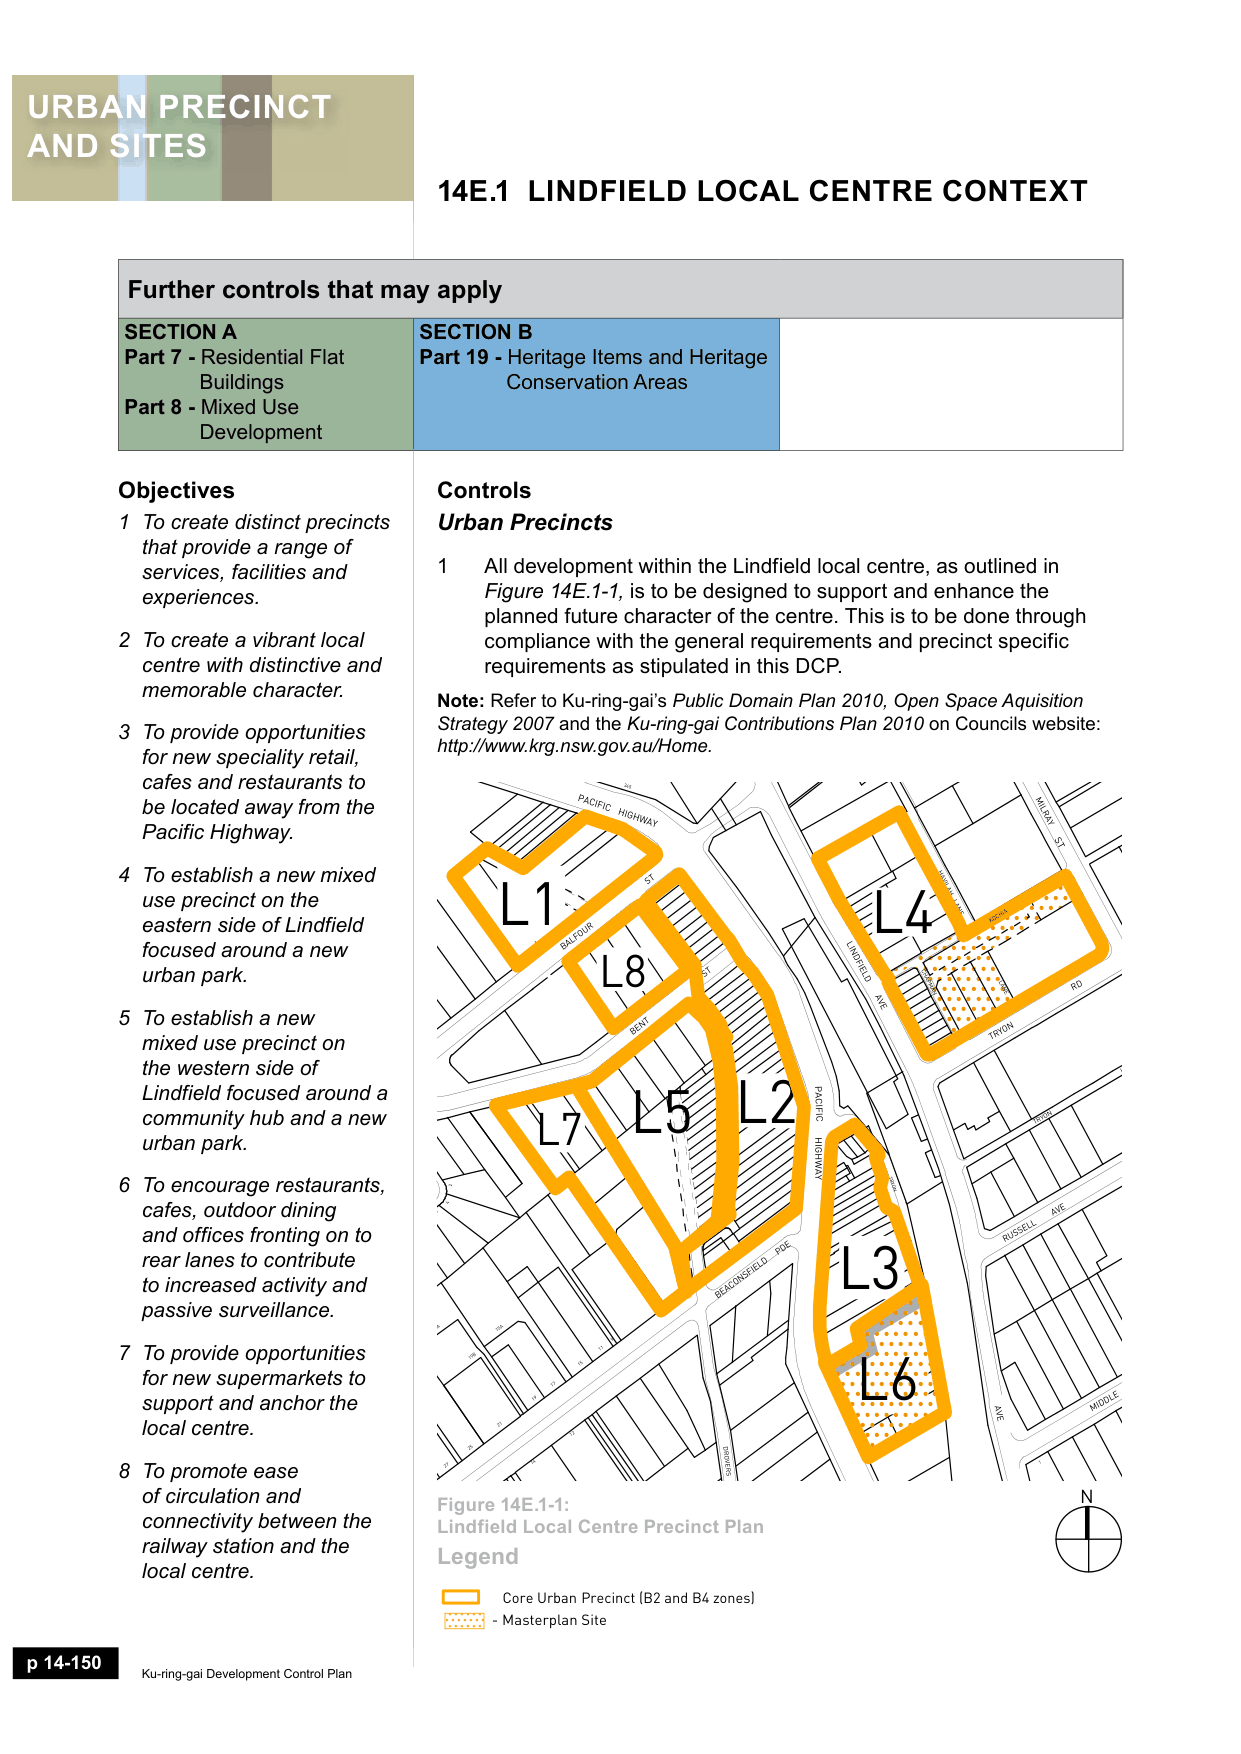 URBAN PRECINCT
AND SITES
14E.1 LINDFIELD LOCAL CENTRE CONTEXT
Further controls that may apply
SECTION A
Part 7 - Residential Flat
Buildings
Part 8 - Mixed Use
Development
SECTION B
Part 19 - Heritage Items and Heritage
Conservation Areas
Objectives
1 To create distinct precincts
that provide a range of
services, facilities and
experiences.
2 To create a vibrant local
centre with distinctive and
memorable character.
3 To provide opportunities
for new speciality retail,
cafes and restaurants to
be located away from the
Pacific Highway.
4 To establish a new mixed
use precinct on the
eastern side of Lindfield
focused around a new
urban park.
5 To establish a new
mixed use precinct on
the western side of
Lindfield focused around a
community hub and a new
urban park.
6 To encourage restaurants,
cafes, outdoor dining
and offices fronting on to
rear lanes to contribute
to increased activity and
passive surveillance.
7 To provide opportunities
for new supermarkets to
support and anchor the
local centre.
8 To promote ease
of circulation and
connectivity between the
railway station and the
local centre.
Controls
Urban Precincts
1 All development within the Lindfield local centre, as outlined in
Figure 14E.1-1, is to be designed to support and enhance the
planned future character of the centre. This is to be done through
compliance with the general requirements and precinct specific
requirements as stipulated in this DCP.
Note: Refer to Ku-ring-gai’s Public Domain Plan 2010, Open Space Aquisition
Strategy 2007 and the Ku-ring-gai Contributions Plan 2010 on Councils website:
http://www.krg.nsw.gov.au/Home.
PACIFIC HIGHWAY
MILRAY ST
L1
BALFOUR ST
L4
L8
LINDFIELD AVE
BENT ST
TRYON RD
L5
L2
L7
PACIFIC HIGHWAY
TRYON
RUSSELL AVE
L3
BEACONSFIELD PDE
L6
AVE
MIDDLE
DROVERS
N
Figure 14E.1-1:
Lindfield Local Centre Precinct Plan
Legend
Core Urban Precinct (B2 and B4 zones)
- Masterplan Site
p 14-150
Ku-ring-gai Development Control Plan